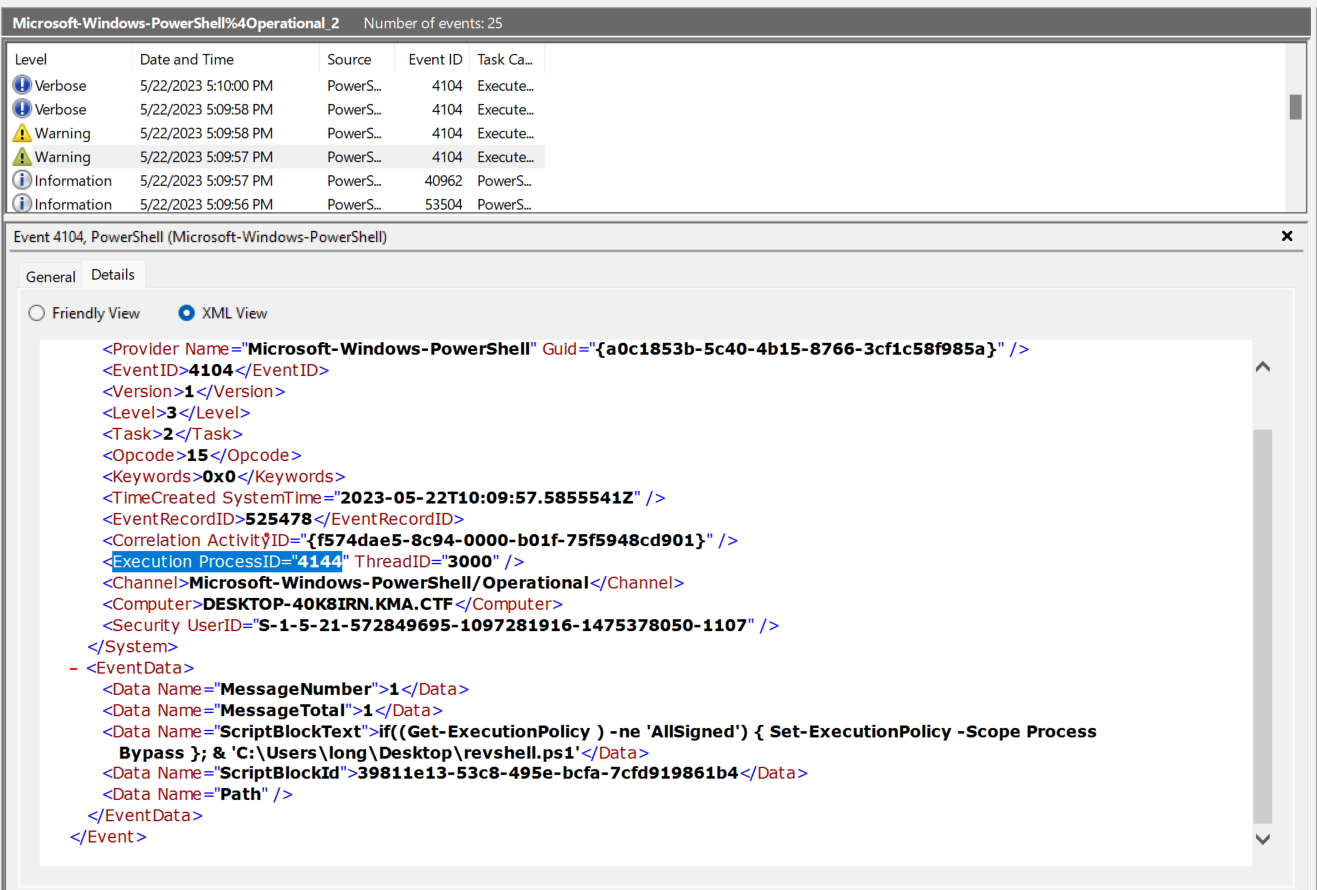 Microsoft-Windows-PowerShell%4Operational_2 Number of events: 25
Level Date and Time Source Event ID Task Ca...
Verbose 5/22/2023 5:10:00 PM PowerS... 4104 Execute...
Verbose 5/22/2023 5:09:58 PM PowerS... 4104 Execute...
Warning 5/22/2023 5:09:58 PM PowerS... 4104 Execute...
Warning 5/22/2023 5:09:57 PM PowerS... 4104 Execute...
Information 5/22/2023 5:09:57 PM PowerS... 40962 PowerS...
Information 5/22/2023 5:09:56 PM PowerS... 53504 PowerS...
Event 4104, PowerShell (Microsoft-Windows-PowerShell)
General Details
Friendly View XML View
<Provider Name="Microsoft-Windows-PowerShell" Guid="{a0c1853b-5c40-4b15-8766-3cf1c58f985a}" />
<EventID>4104</EventID>
<Version>1</Version>
<Level>3</Level>
<Task>2</Task>
<Opcode>15</Opcode>
<Keywords>0x0</Keywords>
<TimeCreated SystemTime="2023-05-22T10:09:57.5855541Z" />
<EventRecordID>525478</EventRecordID>
<Correlation ActivityID="{f574dae5-8c94-0000-b01f-75f5948cd901}" />
<Execution ProcessID="4144" ThreadID="3000" />
<Channel>Microsoft-Windows-PowerShell/Operational</Channel>
<Computer>DESKTOP-40K8IRN.KMA.CTF</Computer>
<Security UserID="S-1-5-21-572849695-1097281916-1475378050-1107" />
</System>
- <EventData>
<Data Name="MessageNumber">1</Data>
<Data Name="MessageTotal">1</Data>
<Data Name="ScriptBlockText">if((Get-ExecutionPolicy ) -ne 'AllSigned') { Set-ExecutionPolicy -Scope Process
Bypass }; & 'C:\Users\long\Desktop\revshell.ps1'</Data>
<Data Name="ScriptBlockId">39811e13-53c8-495e-bcfa-7cfd919861b4</Data>
<Data Name="Path" />
</EventData>
</Event>